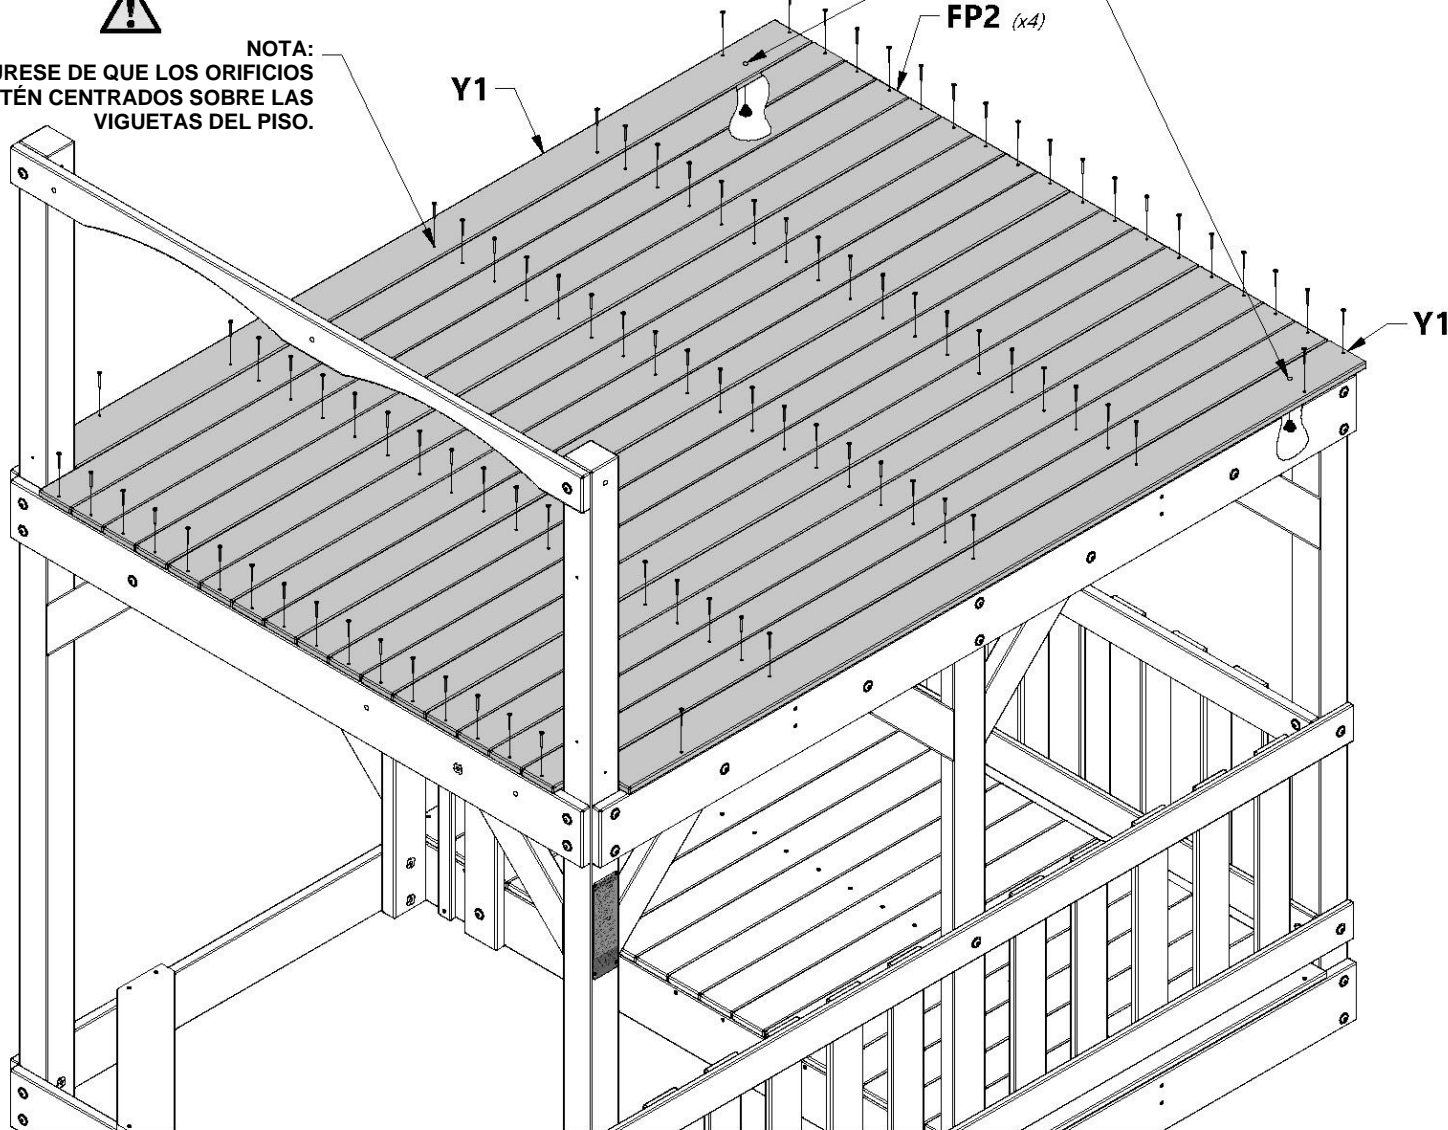 NOTA:
URESE DE QUE LOS ORIFICIOS
TÉN CENTRADOS SOBRE LAS
VIGUETAS DEL PISO.
FP2 (x4)
Y1
Y1